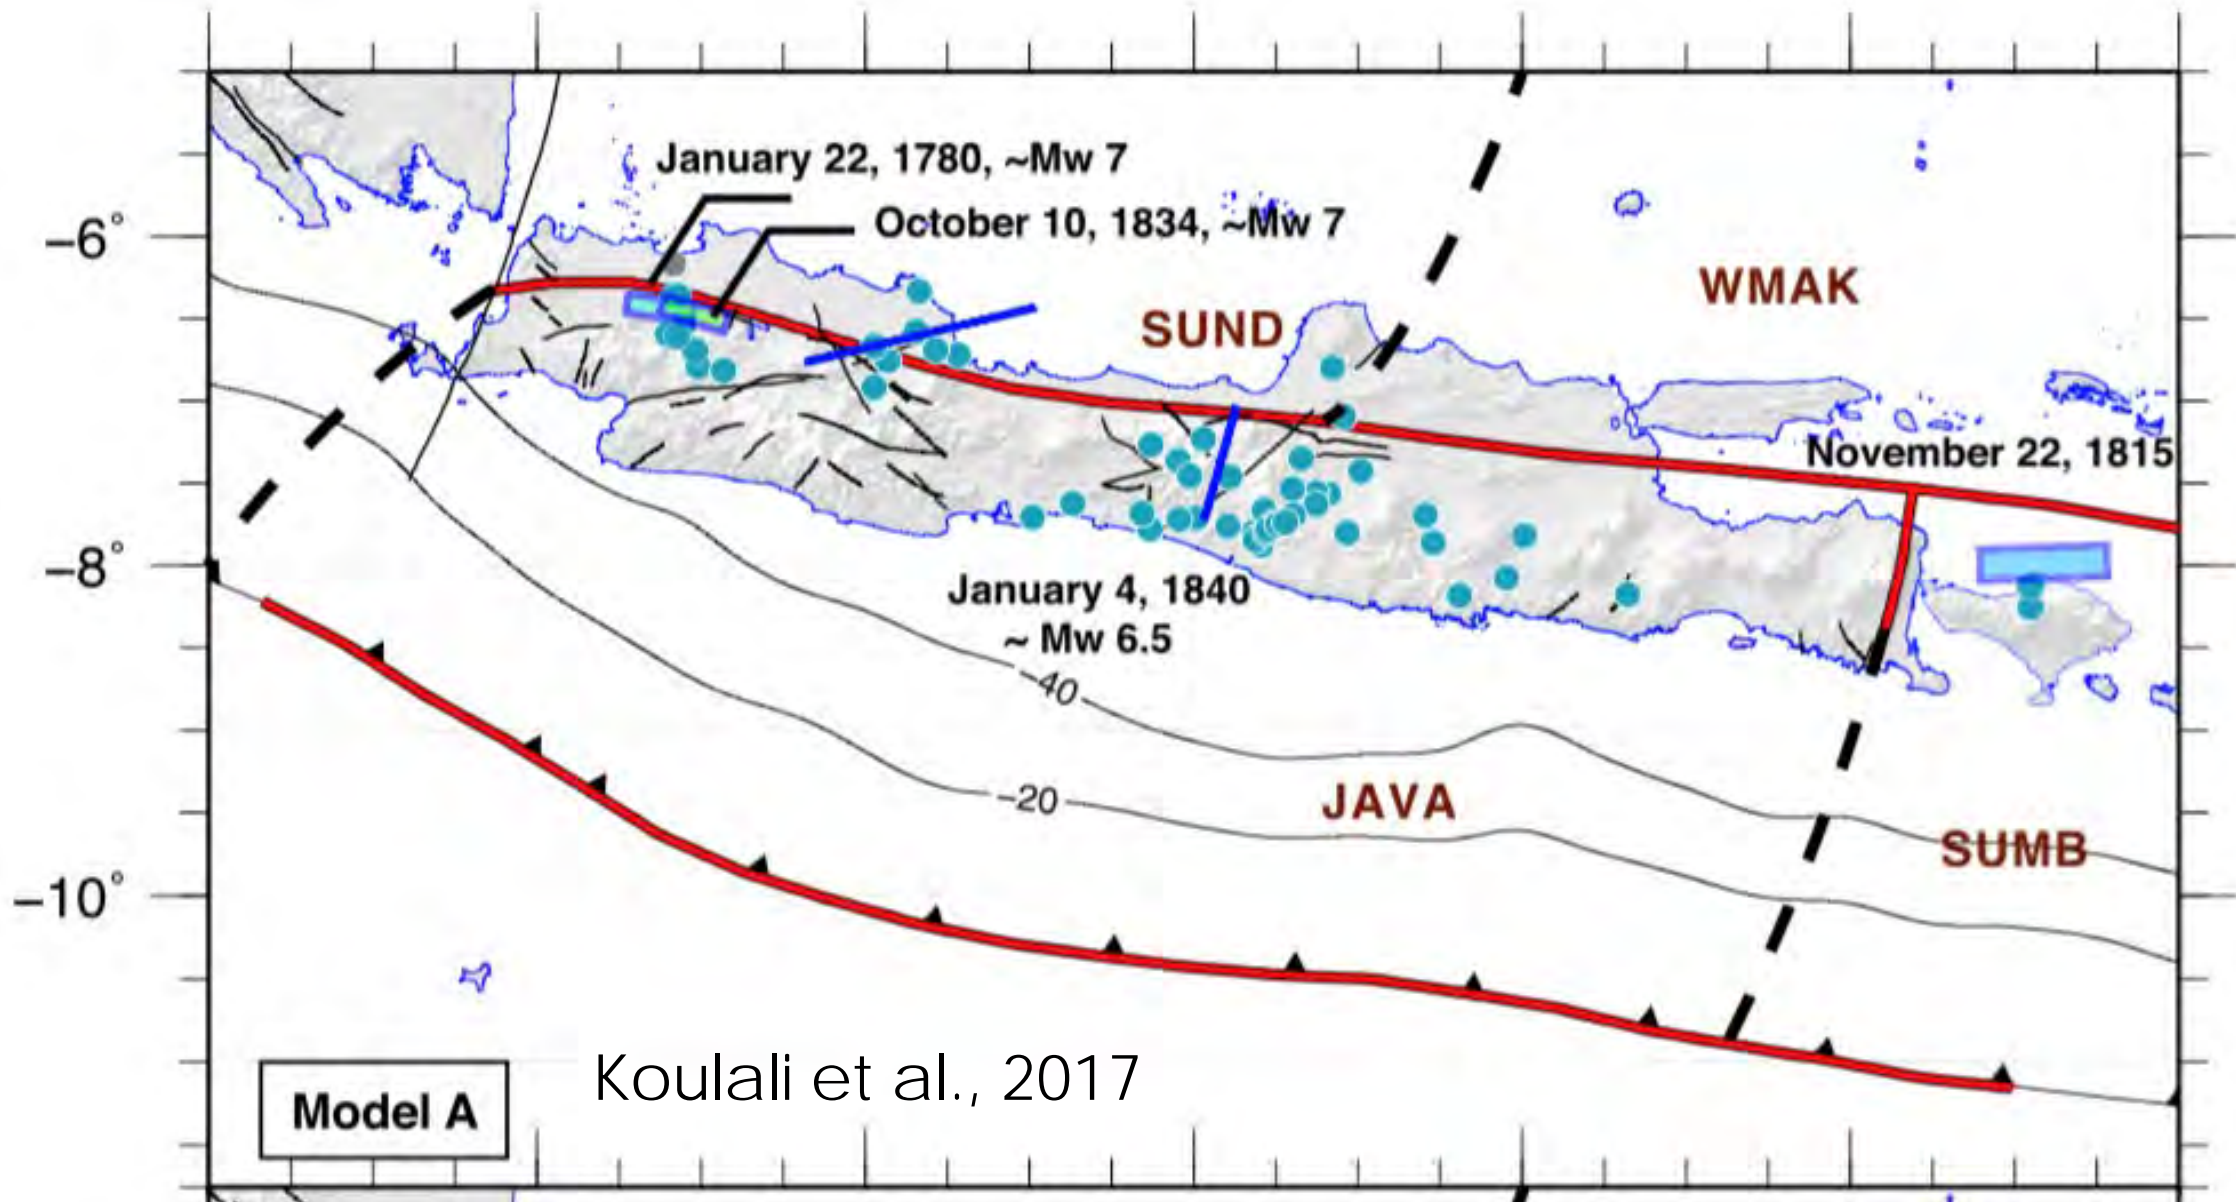 January 22, 1780, ~Mw 7
October 10, 1834, ~Mw 7
−6°
WMAK
SUND
November 22, 1815
−8°
January 4, 1840
~ Mw 6.5
−40
−20
JAVA
SUMB
−10°
Koulali et al., 2017
Model A